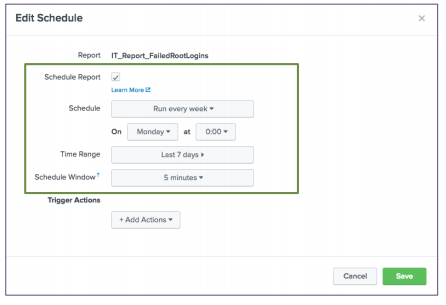 Edit Schedule ×
Report IT_Report_FailedRootLogins
Schedule Report
Learn More
Schedule Run every week
On Monday at 0:00
Time Range Last 7 days
Schedule Window ? 5 minutes
Trigger Actions
+ Add Actions
Cancel Save